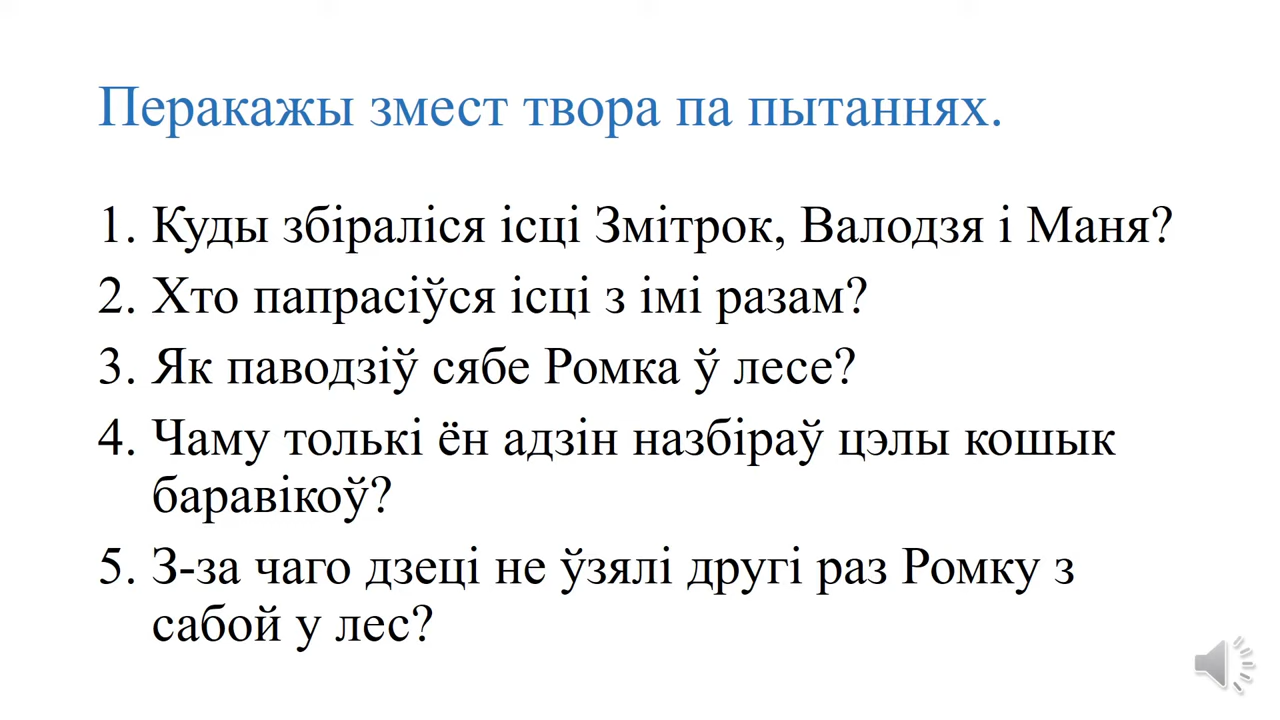 Перакажы змест твора па пытаннях.
1. Куды збіраліся ісці Змітрок, Валодзя і Маня?
2. Хто папрасіўся ісці з імі разам?
3. Як паводзіў сябе Ромка ў лесе?
4. Чаму толькі ён адзін назбіраў цэлы кошык
баравікоў?
5. З-за чаго дзеці не ўзялі другі раз Ромку з
сабой у лес?